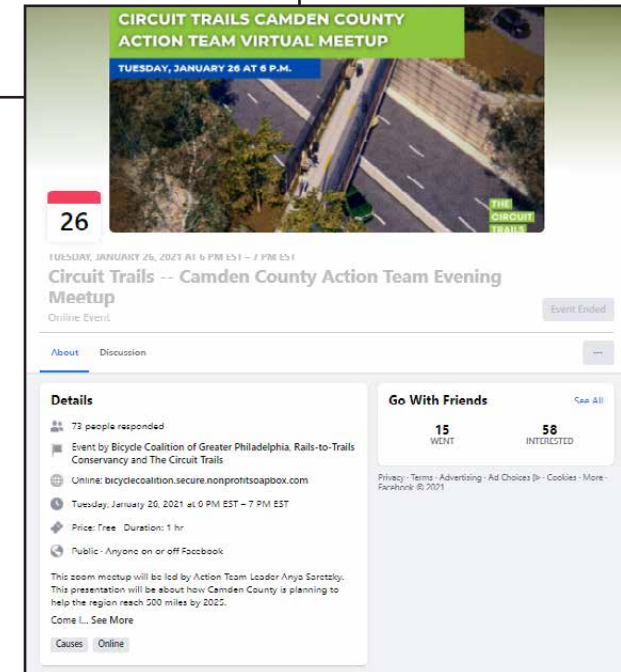 CIRCUIT TRAILS CAMDEN COUNTY
ACTION TEAM VIRTUAL MEETUP
TUESDAY, JANUARY 26 AT 6 P.M.
THE
CIRCUIT
TRAILS
26
TUESDAY, JANUARY 26, 2021 AT 6 PM EST – 7 PM EST
Circuit Trails -- Camden County Action Team Evening
Meetup
Online Event
Event Ended
About Discussion
...
Details
73 people responded
Event by Bicycle Coalition of Greater Philadelphia, Rails-to-Trails
Conservancy and The Circuit Trails
Online: bicyclecoalition.secure.nonprofitsoapbox.com
Tuesday, January 26, 2021 at 6 PM EST – 7 PM EST
Price: Free · Duration: 1 hr
Public · Anyone on or off Facebook
This zoom meetup will be led by Action Team Leader Anya Saretzky.
This presentation will be about how Camden County is planning to
help the region reach 500 miles by 2025.
Come l... See More
Causes Online
Go With Friends See All
15 58
WENT INTERESTED
Privacy · Terms · Advertising · Ad Choices · Cookies · More ·
Facebook © 2021